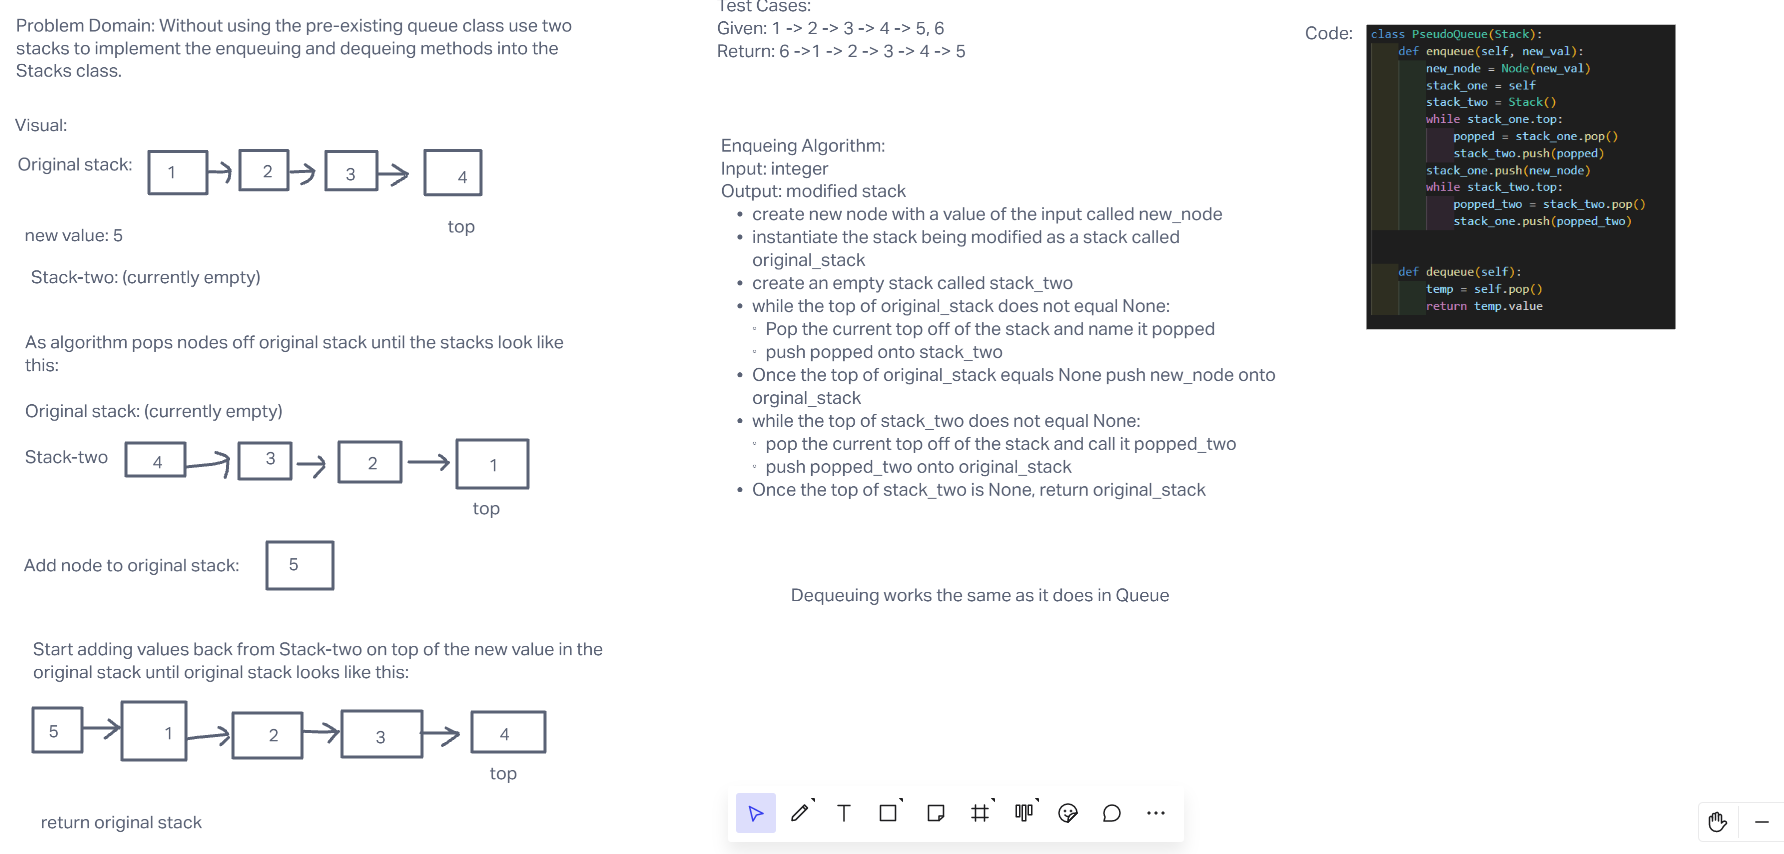 Problem Domain: Without using the pre-existing queue class use two
stacks to implement the enqueuing and dequeing methods into the
Stacks class.
Visual:
Original stack:
1
2
3
4
top
new value: 5
Stack-two: (currently empty)
As algorithm pops nodes off original stack until the stacks look like
this:
Original stack: (currently empty)
Stack-two
4
3
2
1
top
Add node to original stack:
5
Start adding values back from Stack-two on top of the new value in the
original stack until original stack looks like this:
5
1
2
3
4
top
return original stack
Test Cases:
Given: 1 -> 2 -> 3 -> 4 -> 5, 6
Return: 6 ->1 -> 2 -> 3 -> 4 -> 5
Enqueing Algorithm:
Input: integer
Output: modified stack
• create new node with a value of the input called new_node
• instantiate the stack being modified as a stack called
original_stack
• create an empty stack called stack_two
• while the top of original_stack does not equal None:
◦ Pop the current top off of the stack and name it popped
◦ push popped onto stack_two
• Once the top of original_stack equals None push new_node onto
orginal_stack
• while the top of stack_two does not equal None:
◦ pop the current top off of the stack and call it popped_two
◦ push popped_two onto original_stack
• Once the top of stack_two is None, return original_stack
Dequeuing works the same as it does in Queue
Code:
class PseudoQueue(Stack):
def enqueue(self, new_val):
new_node = Node(new_val)
stack_one = self
stack_two = Stack()
while stack_one.top:
popped = stack_one.pop()
stack_two.push(popped)
stack_one.push(new_node)
while stack_two.top:
popped_two = stack_two.pop()
stack_one.push(popped_two)
def dequeue(self):
temp = self.pop()
return temp.value
T